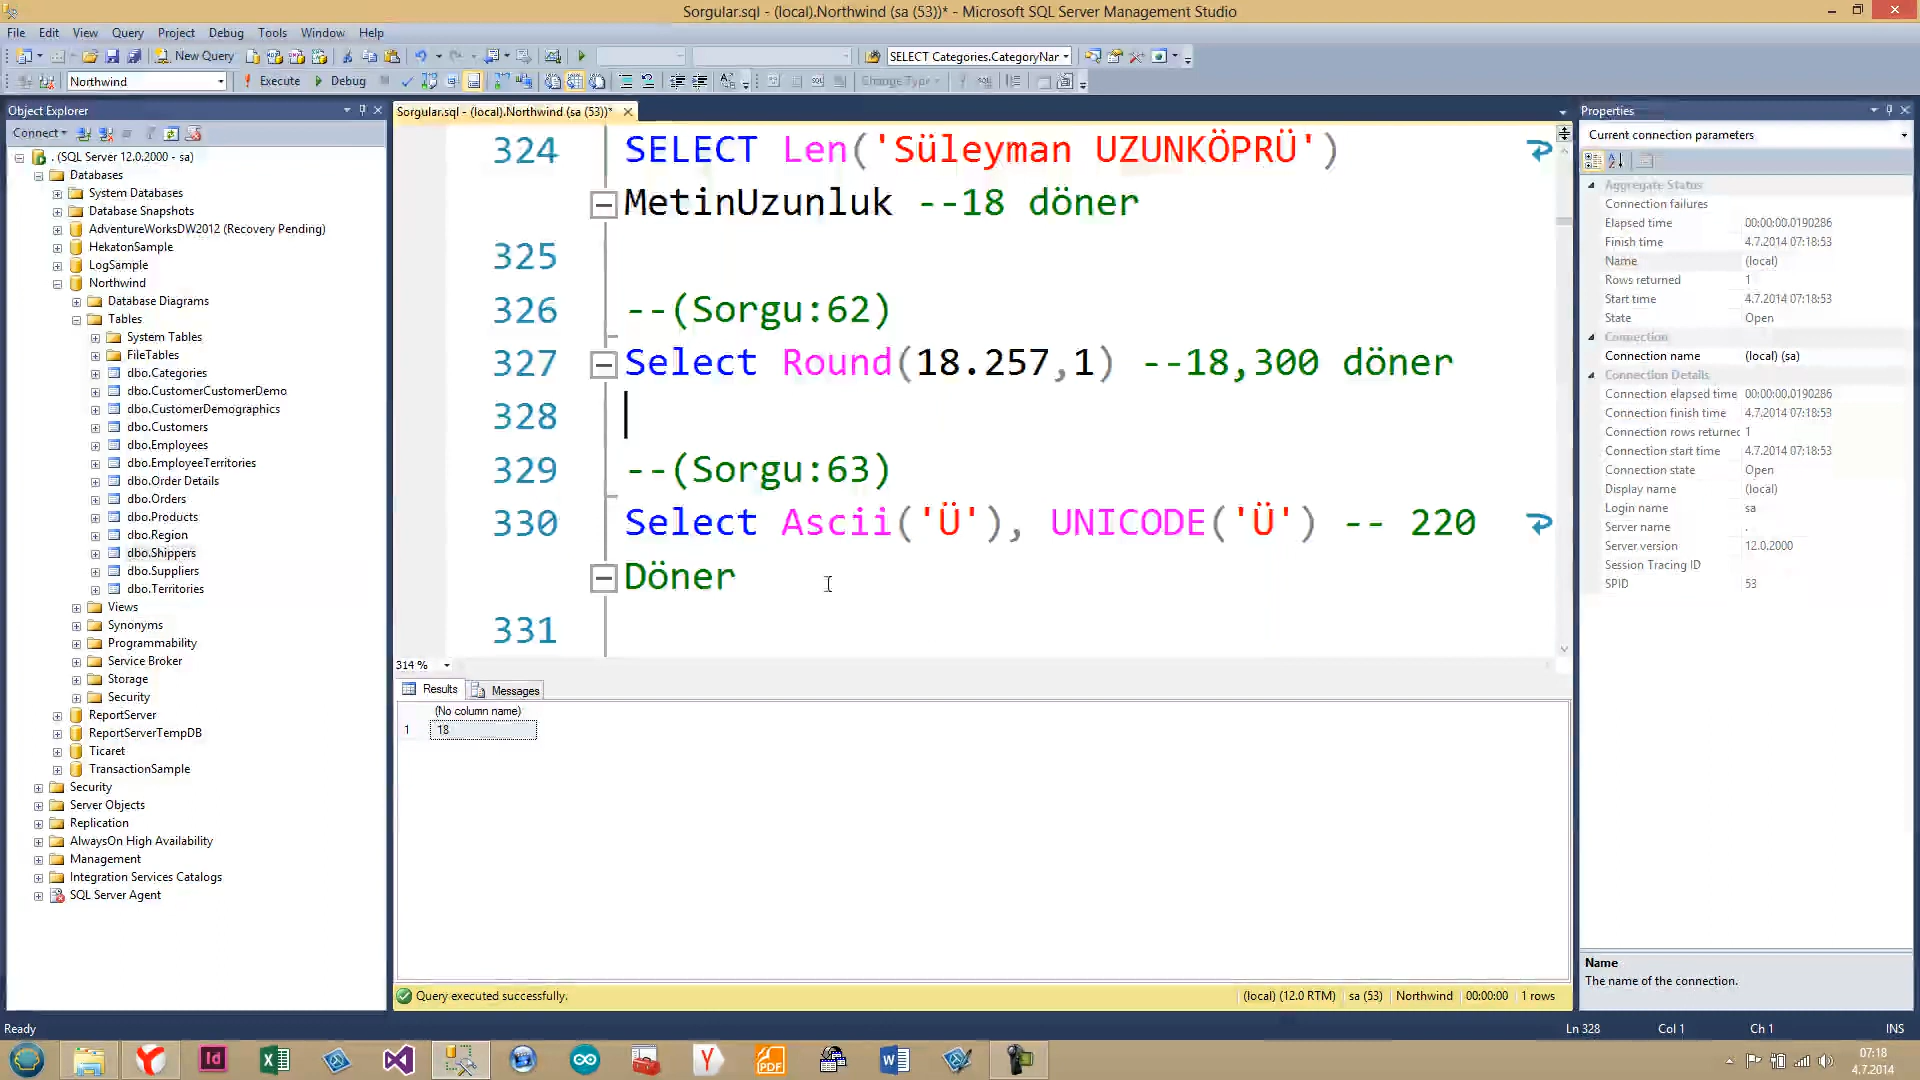 Sorgular.sql - (local).Northwind (sa (53))* - Microsoft SQL Server Management Studio
File Edit View Query Project Debug Tools Window Help
New Query
SELECT Categories.CategoryNar
Northwind
Execute
Debug
Change Type
Object Explorer
Connect
. (SQL Server 12.0.2000 - sa)
Databases
System Databases
Database Snapshots
AdventureWorksDW2012 (Recovery Pending)
HekatonSample
LogSample
Northwind
Database Diagrams
Tables
System Tables
FileTables
dbo.Categories
dbo.CustomerCustomerDemo
dbo.CustomerDemographics
dbo.Customers
dbo.Employees
dbo.EmployeeTerritories
dbo.Order Details
dbo.Orders
dbo.Products
dbo.Region
dbo.Shippers
dbo.Suppliers
dbo.Territories
Views
Synonyms
Programmability
Service Broker
Storage
Security
ReportServer
ReportServerTempDB
Ticaret
TransactionSample
Security
Server Objects
Replication
AlwaysOn High Availability
Management
Integration Services Catalogs
SQL Server Agent
Sorgular.sql - (local).Northwind (sa (53))*
324 SELECT Len('Süleyman UZUNKÖPRÜ')
MetinUzunluk --18 döner
325
326 --(Sorgu:62)
327 Select Round(18.257,1) --18,300 döner
328
329 --(Sorgu:63)
330 Select Ascii('Ü'), UNICODE('Ü') -- 220
Döner
331
314 %
Results Messages
(No column name)
1 18
Query executed successfully.
(local) (12.0 RTM) sa (53) Northwind 00:00:00 1 rows
Properties
Current connection parameters
Aggregate Status
Connection failures
Elapsed time 00:00:00.0190286
Finish time 4.7.2014 07:18:53
Name (local)
Rows returned 1
Start time 4.7.2014 07:18:53
State Open
Connection
Connection name (local) (sa)
Connection Details
Connection elapsed time 00:00:00.0190286
Connection finish time 4.7.2014 07:18:53
Connection rows returnec 1
Connection start time 4.7.2014 07:18:53
Connection state Open
Display name (local)
Login name sa
Server name .
Server version 12.0.2000
Session Tracing ID
SPID 53
Name
The name of the connection.
Ready
Ln 328 Col 1 Ch 1 INS
07:18
4.7.2014